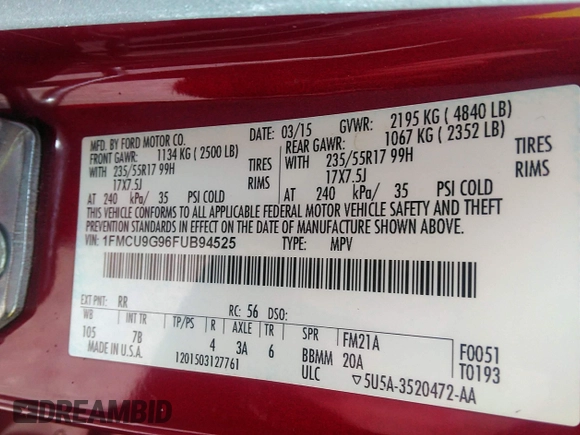 MFD. BY FORD MOTOR CO. DATE: 03/15 GVWR: 2195 KG ( 4840 LB)
FRONT GAWR: 1134 KG ( 2500 LB) REAR GAWR: 1067 KG ( 2352 LB)
WITH 235/55R17 99H TIRES WITH 235/55R17 99H TIRES
17X7.5J RIMS 17X7.5J RIMS
AT 240 kPa/ 35 PSI COLD AT 240 kPa/ 35 PSI COLD
THIS VEHICLE CONFORMS TO ALL APPLICABLE FEDERAL MOTOR VEHICLE SAFETY AND THEFT
PREVENTION STANDARDS IN EFFECT ON THE DATE OF MANUFACTURE SHOWN ABOVE.
VIN: 1FMCU9G96FUB94525 TYPE: MPV
EXT PNT: RR RC: 56 DSO:
WB INT TR TP/PS R AXLE TR SPR FM21A F0051
105 7B 4 3A 6 BBMM 20A T0193
MADE IN U.S.A. 1201503127761 ULC ▽5U5A-3520472-AA
DREAMBID